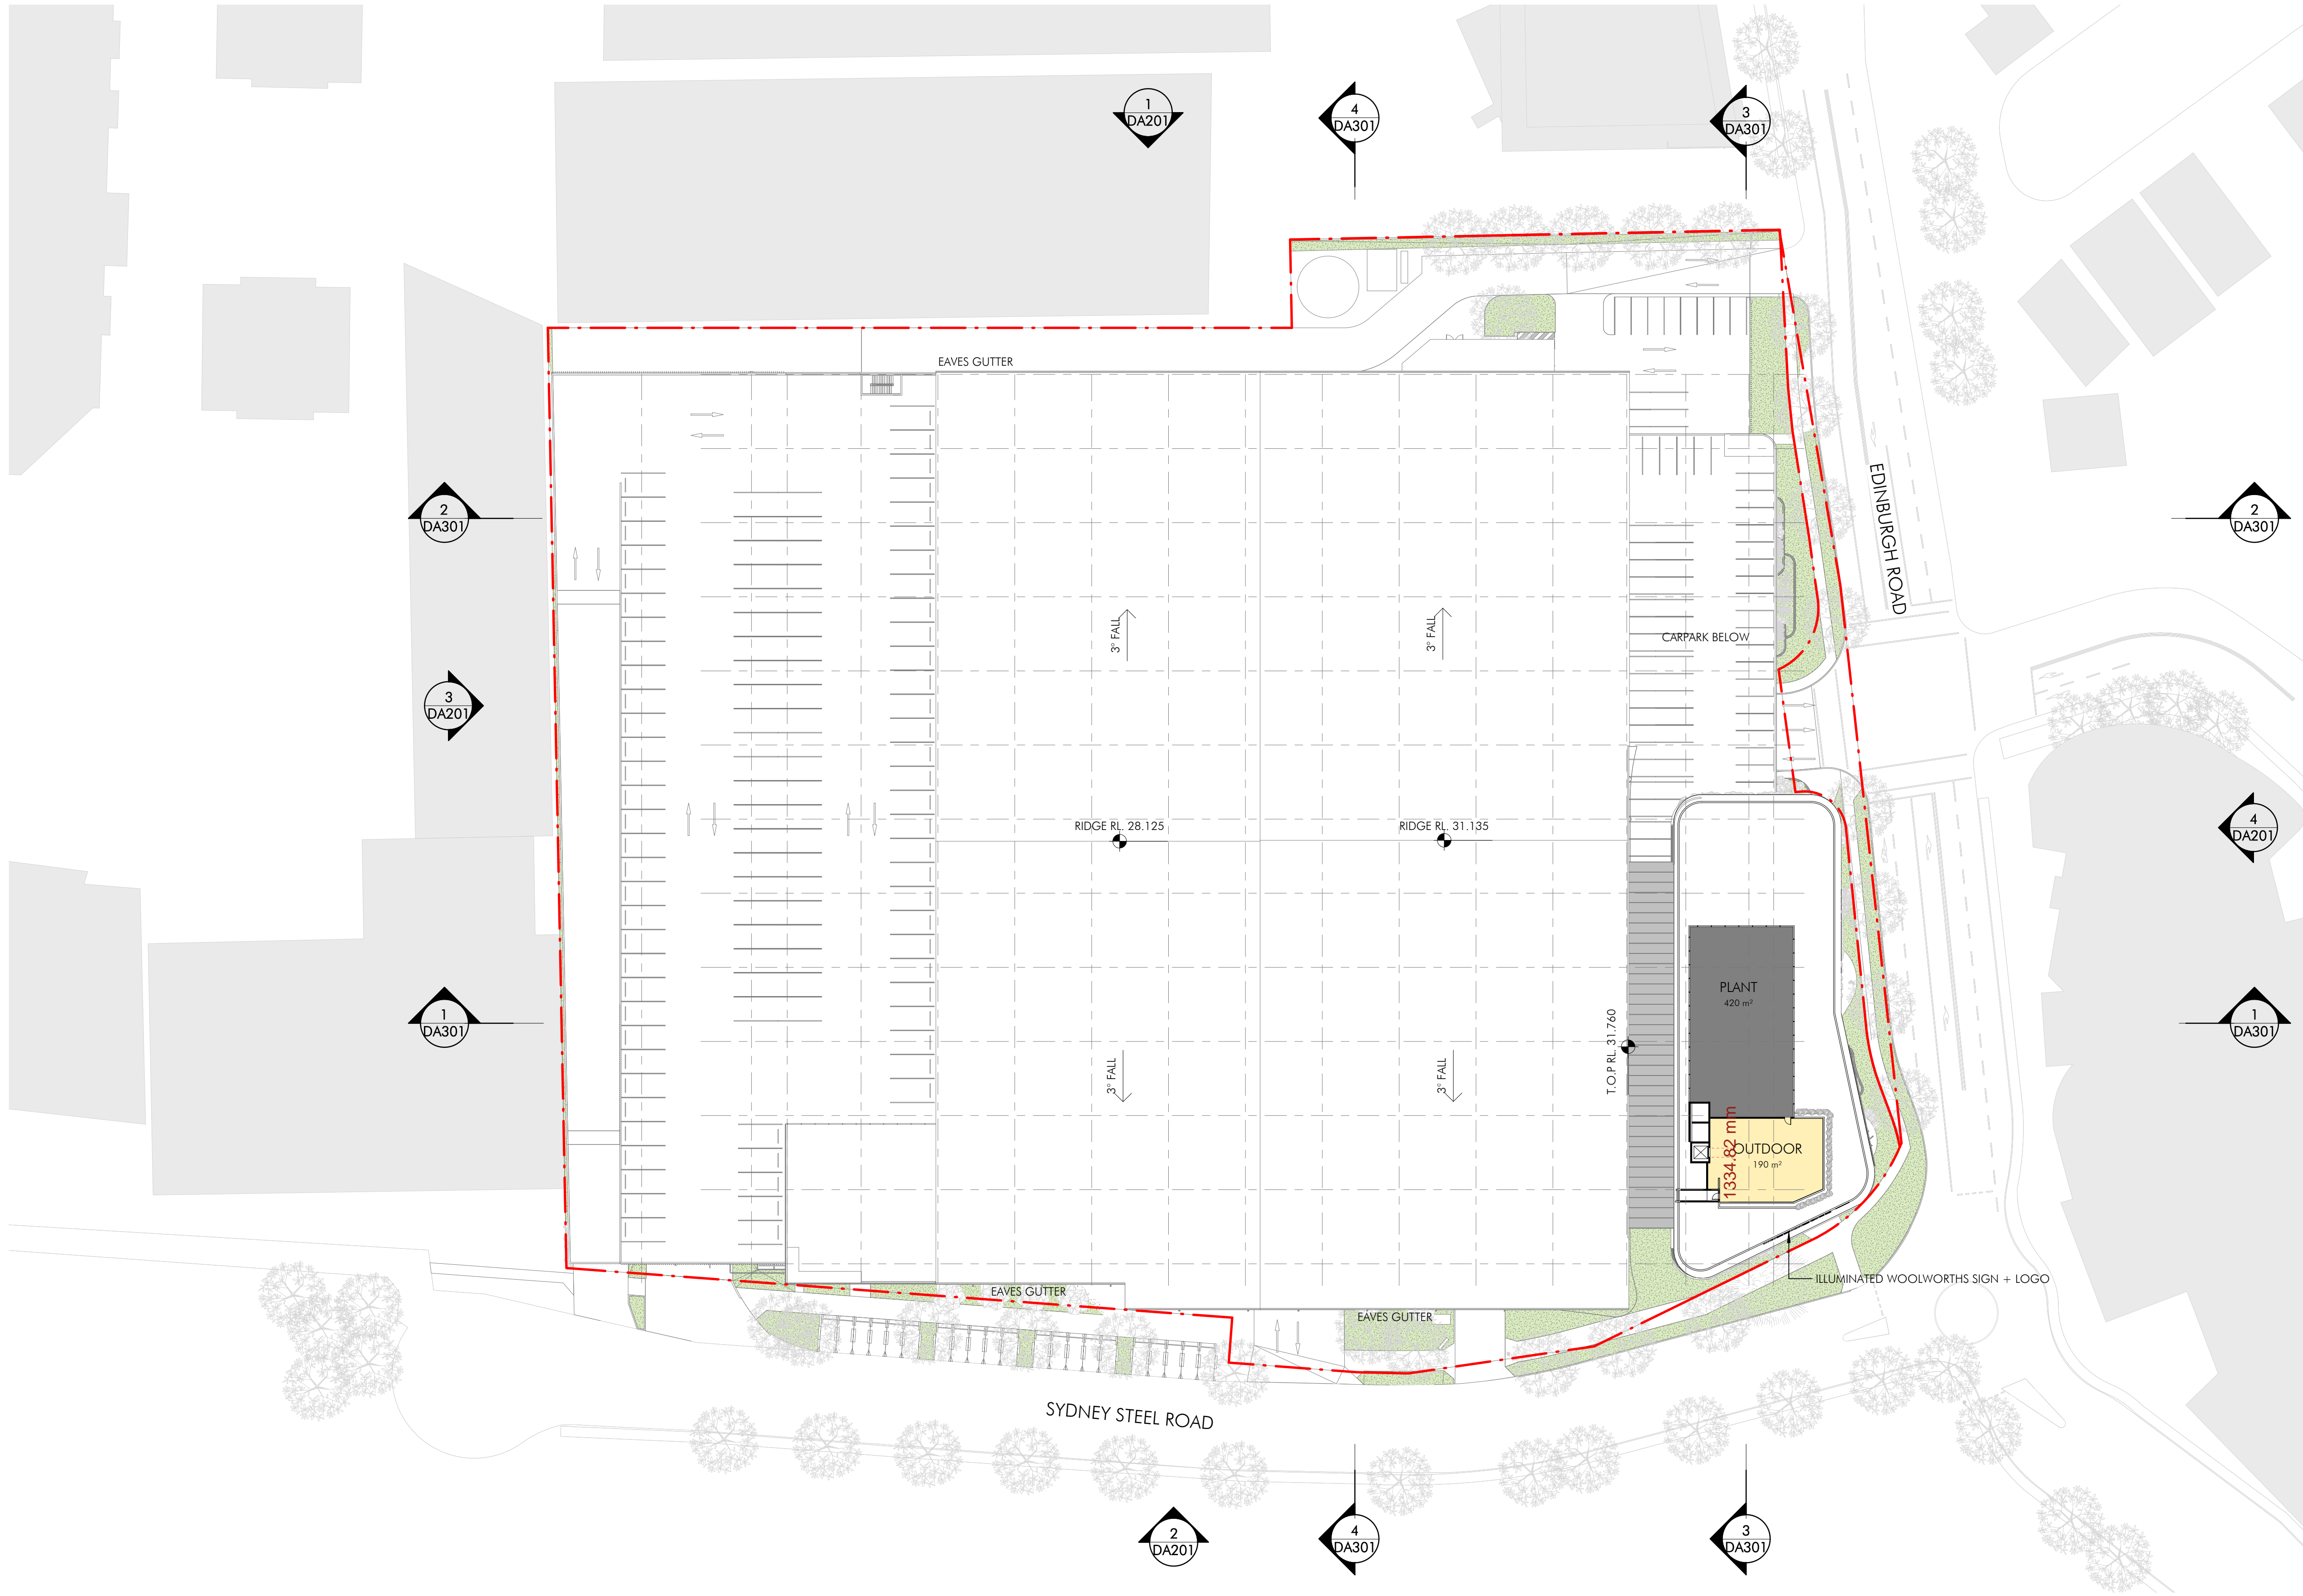 1
DA201
4
DA301
3
DA301
EAVES GUTTER
EDINBURGH ROAD
2
DA301
2
DA301
3° FALL
3° FALL
CARPARK BELOW
3
DA201
RIDGE RL. 28.125
RIDGE RL. 31.135
4
DA201
PLANT
420 m²
1
DA301
1
DA301
T.O.P RL. 31.760
3° FALL
3° FALL
1334.82 mm
OUTDOOR
190 m²
ILLUMINATED WOOLWORTHS SIGN + LOGO
EAVES GUTTER
EAVES GUTTER
SYDNEY STEEL ROAD
2
DA201
4
DA301
3
DA301